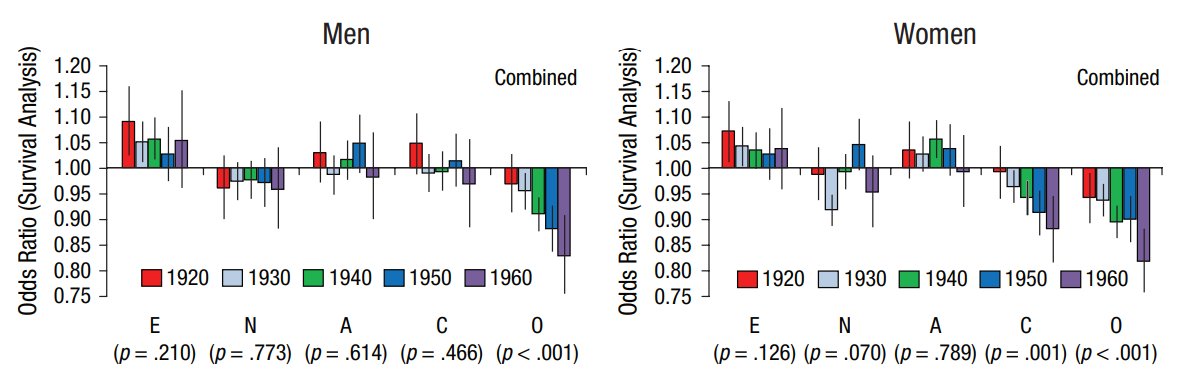 Men
Odds Ratio (Survival Analysis)
1.20
1.15
1.10
1.05
1.00
0.95
0.90
0.85
0.80
0.75
Combined
1920 1930 1940 1950 1960
E N A C O
(p = .210) (p = .773) (p = .614) (p = .466) (p < .001)
Women
Odds Ratio (Survival Analysis)
1.20
1.15
1.10
1.05
1.00
0.95
0.90
0.85
0.80
0.75
Combined
1920 1930 1940 1950 1960
E N A C O
(p = .126) (p = .070) (p = .789) (p = .001) (p < .001)